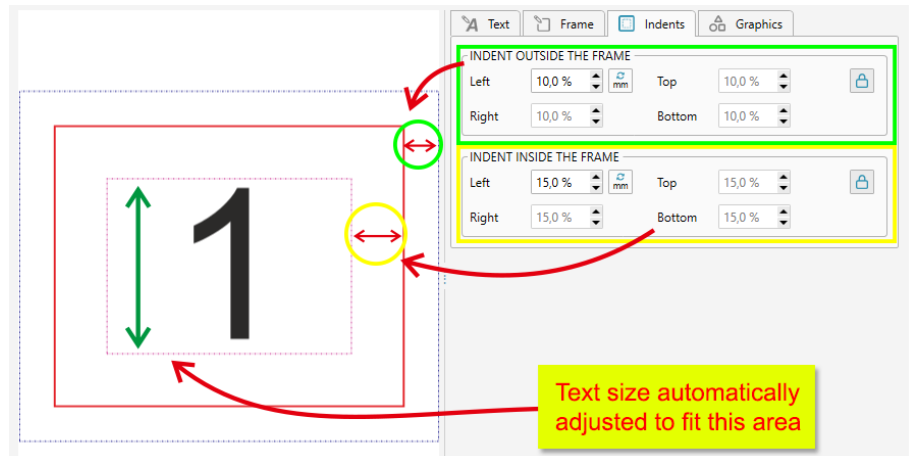 Text Frame Indents Graphics
INDENT OUTSIDE THE FRAME
Left 10,0 % mm Top 10,0 %
Right 10,0 % Bottom 10,0 %
INDENT INSIDE THE FRAME
Left 15,0 % mm Top 15,0 %
Right 15,0 % Bottom 15,0 %
1
Text size automatically
adjusted to fit this area